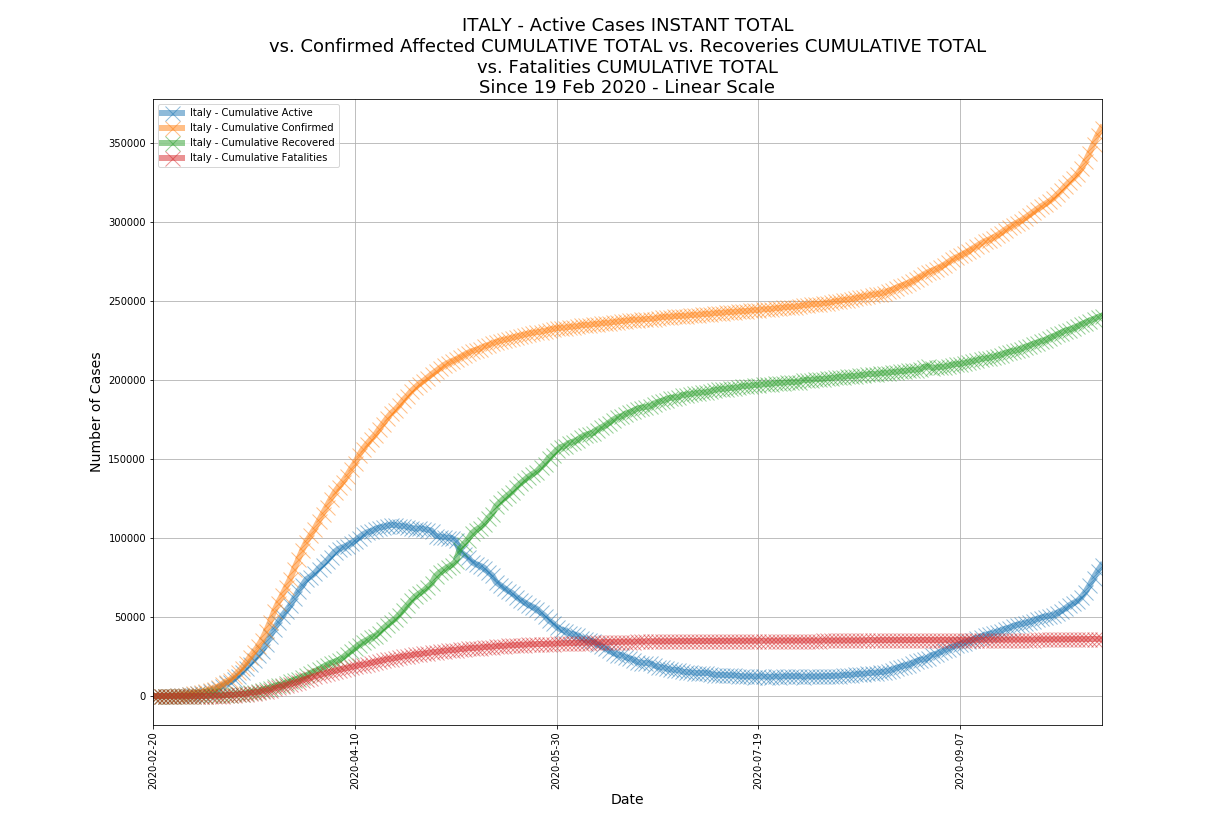 ITALY - Active Cases INSTANT TOTAL
vs. Confirmed Affected CUMULATIVE TOTAL vs. Recoveries CUMULATIVE TOTAL
vs. Fatalities CUMULATIVE TOTAL
Since 19 Feb 2020 - Linear Scale
Italy - Cumulative Active
Italy - Cumulative Confirmed
Italy - Cumulative Recovered
Italy - Cumulative Fatalities
Number of Cases
350000
300000
250000
200000
150000
100000
50000
0
2020-02-20
2020-04-10
2020-05-30
2020-07-19
2020-09-07
Date